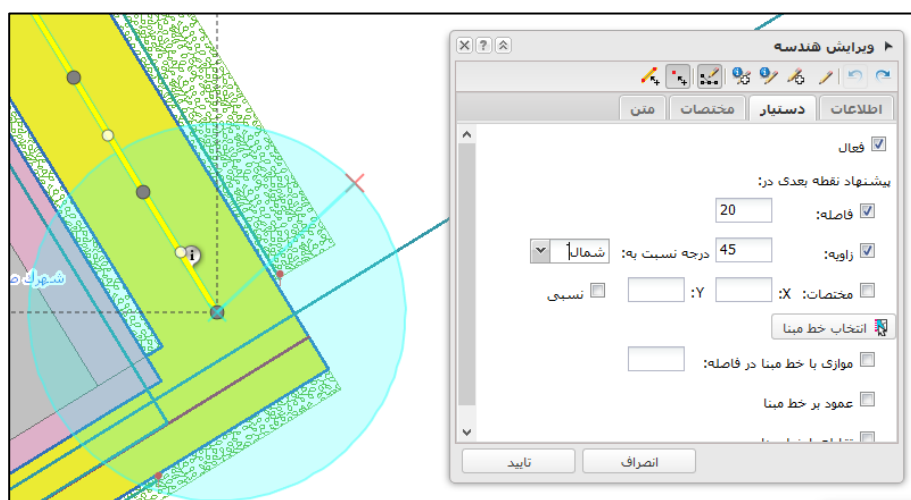 ویرایش هندسه
اطلاعات دستیار مختصات متن
فعال
پیشنهاد نقطه بعدی در:
فاصله: 20
زاویه: 45 درجه نسبت به: شمال
مختصات: X: Y: نسبی
انتخاب خط مبنا
موازی با خط مبنا در فاصله:
عمود بر خط مبنا
انصراف تایید
شهرک